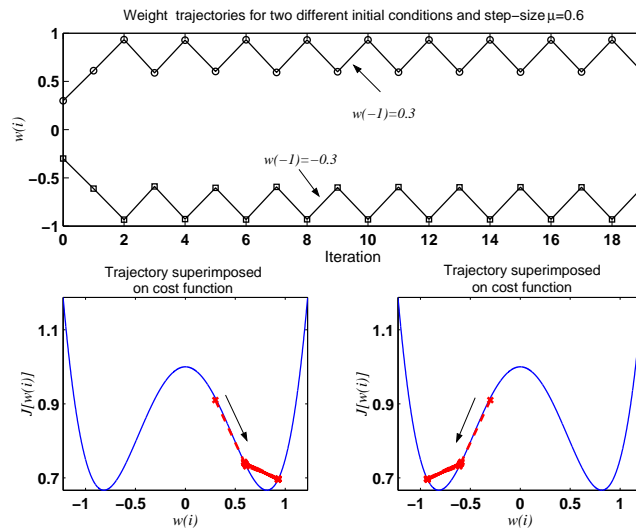 Weight trajectories for two different initial conditions and step-size μ=0.6
1
0.5
0
-0.5
-1
w(i)
w(-1)=0.3
w(-1)=-0.3
0 2 4 6 8 10 12 14 16 18
Iteration
Trajectory superimposed
on cost function
1.1
0.9
0.7
J[w(i)]
-1 -0.5 0 0.5 1
w(i)
Trajectory superimposed
on cost function
1.1
0.9
0.7
J[w(i)]
-1 -0.5 0 0.5 1
w(i)